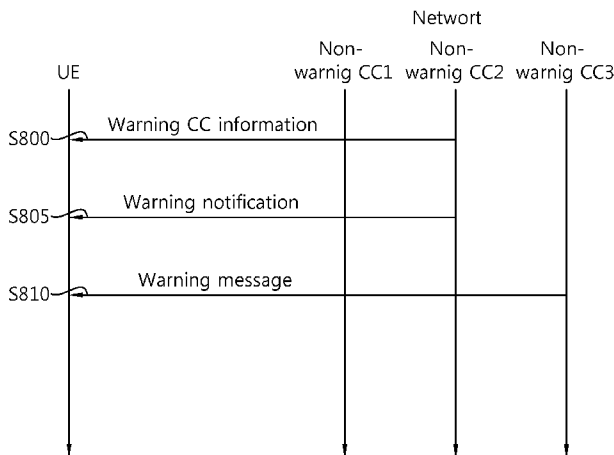 Networt
UE
Non-
warnig CC1
Non-
warnig CC2
Non-
warnig CC3
S800
Warning CC information
S805
Warning notification
S810
Warning message